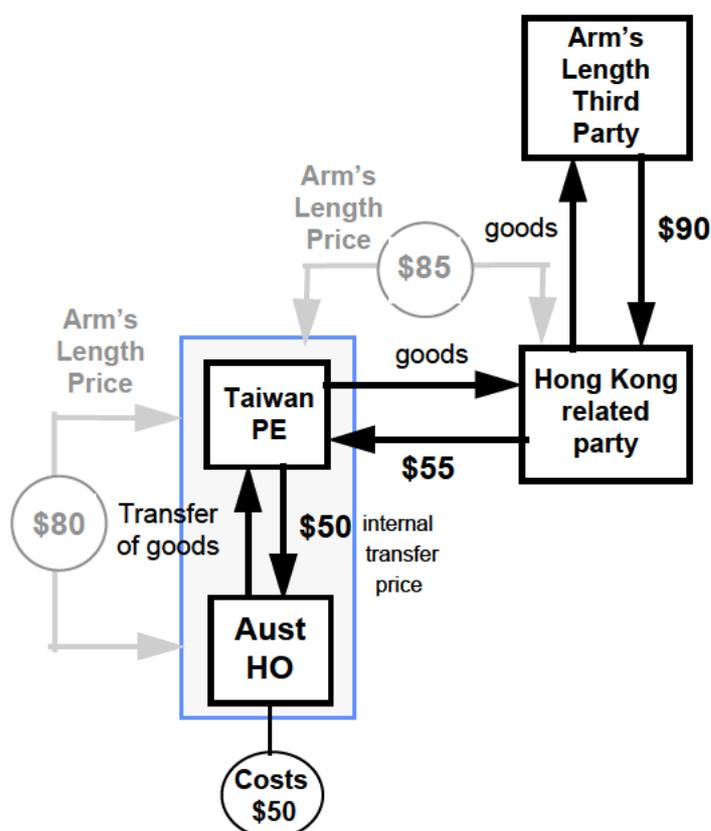 Arm's
Length
Third
Party
goods
$90
Arm's
Length
Price
$85
Arm's
Length
Price
$80
goods
Taiwan
PE
Hong Kong
related
party
$55
Transfer
of goods
$50 internal
transfer
price
Aust
HO
Costs
$50